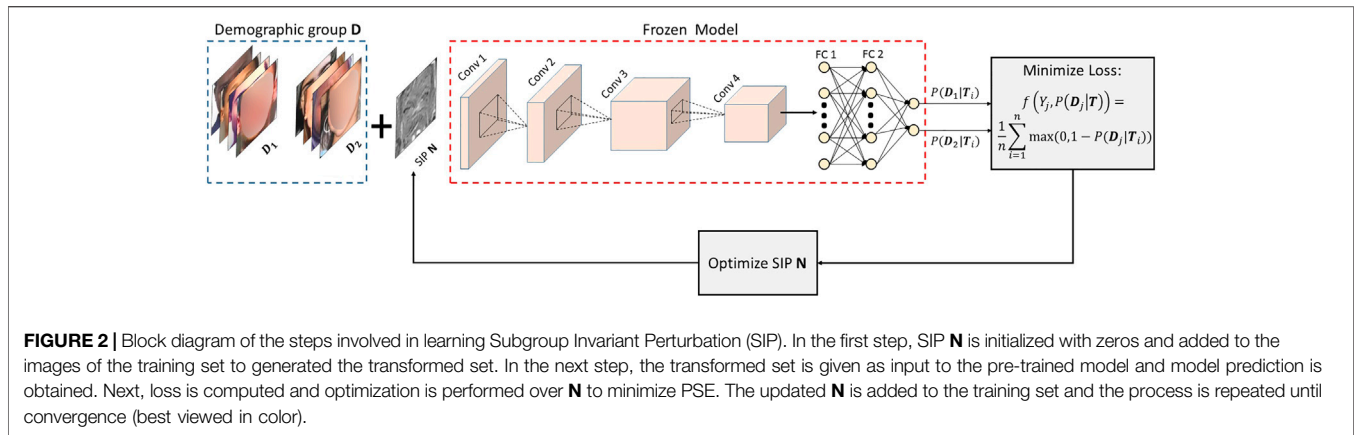 Demographic group D
Frozen Model
D1
D2
+
SIP N
Conv 1
Conv 2
Conv 3
Conv 4
FC 1
FC 2
P(D1|Ti)
P(D2|Ti)
Minimize Loss:
f(Yj, P(Dj|T)) =
1/n ∑_{i=1}^{n} max(0,1 − P(Dj|Ti))
Optimize SIP N
FIGURE 2 | Block diagram of the steps involved in learning Subgroup Invariant Perturbation (SIP). In the first step, SIP N is initialized with zeros and added to the
images of the training set to generated the transformed set. In the next step, the transformed set is given as input to the pre-trained model and model prediction is
obtained. Next, loss is computed and optimization is performed over N to minimize PSE. The updated N is added to the training set and the process is repeated until
convergence (best viewed in color).